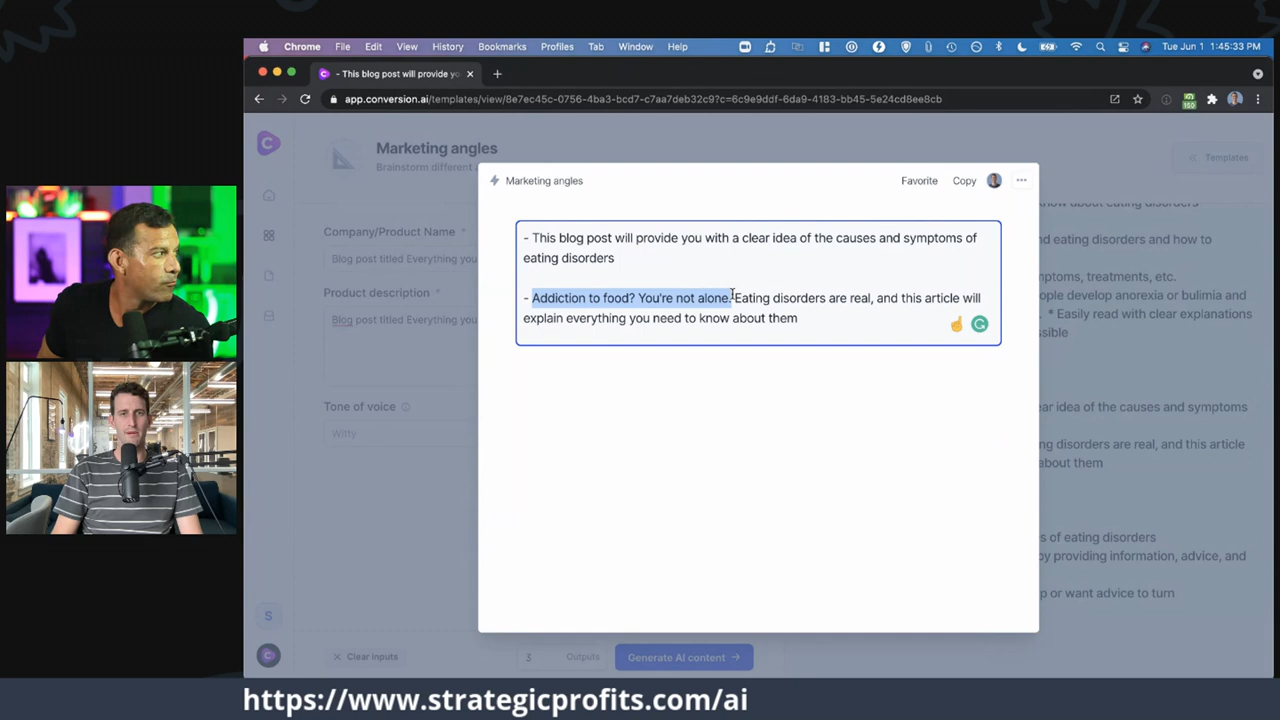 Chrome File Edit View History Bookmarks Profiles Tab Window Help Tue Jun 1 1:45:33 PM
- This blog post will provide yo
app.conversion.ai/templates/view/8e7ec45c-0756-4ba3-bcd7-c7aa7deb32c9?c=6c9e9ddf-6da9-4183-bb45-5e24cd8ee8cb
150
Marketing angles
Brainstorm different
Templates
Company/Product Name *
Blog post titled Everything you
Product description *
Blog post titled Everything you
Tone of voice
Witty
Marketing angles
Favorite Copy
- This blog post will provide you with a clear idea of the causes and symptoms of
eating disorders
- Addiction to food? You're not alone. Eating disorders are real, and this article will
explain everything you need to know about them
know about eating disorders
nd eating disorders and how to
mptoms, treatments, etc.
ople develop anorexia or bulimia and
. * Easily read with clear explanations
ssible
ear idea of the causes and symptoms
ng disorders are real, and this article
about them
s of eating disorders
by providing information, advice, and
p or want advice to turn
S
Clear inputs
3 Outputs
Generate AI content
https://www.strategicprofits.com/ai